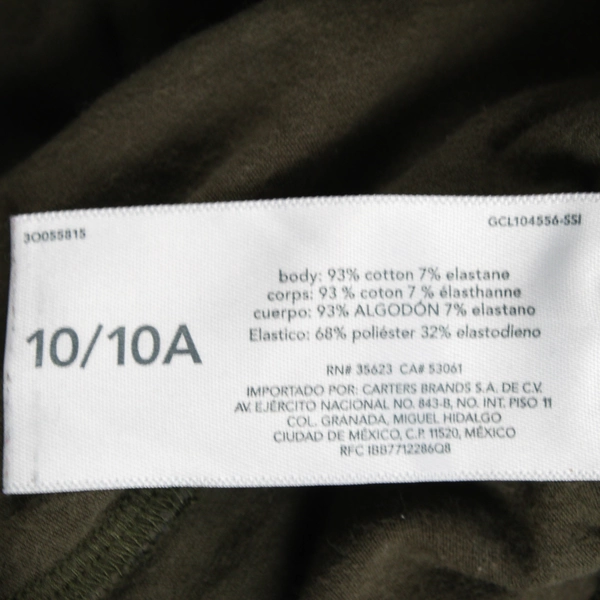 3O055815
GCL104556-SSI
10/10A
body: 93% cotton 7% elastane
corps: 93 % coton 7 % élasthanne
cuerpo: 93% ALGODÓN 7% elastano
Elastico: 68% poliéster 32% elastodieno
RN# 35623 CA# 53061
IMPORTADO POR: CARTERS BRANDS S.A. DE C.V.
AV. EJÉRCITO NACIONAL NO. 843-B, NO. INT. PISO 11
COL. GRANADA, MIGUEL HIDALGO
CIUDAD DE MÉXICO, C.P. 11520, MÉXICO
RFC IBB7712286Q8